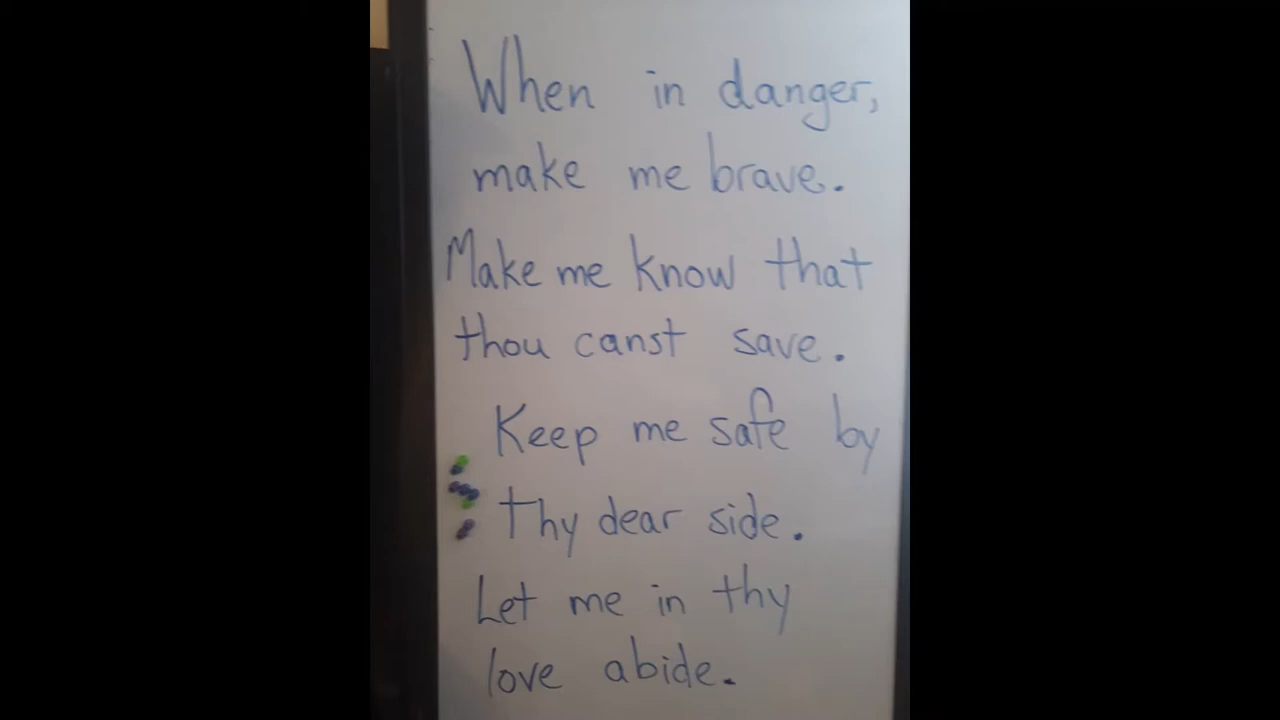 When in danger,
make me brave.
Make me know that
thou canst save.
Keep me safe by
thy dear side.
Let me in thy
love abide.